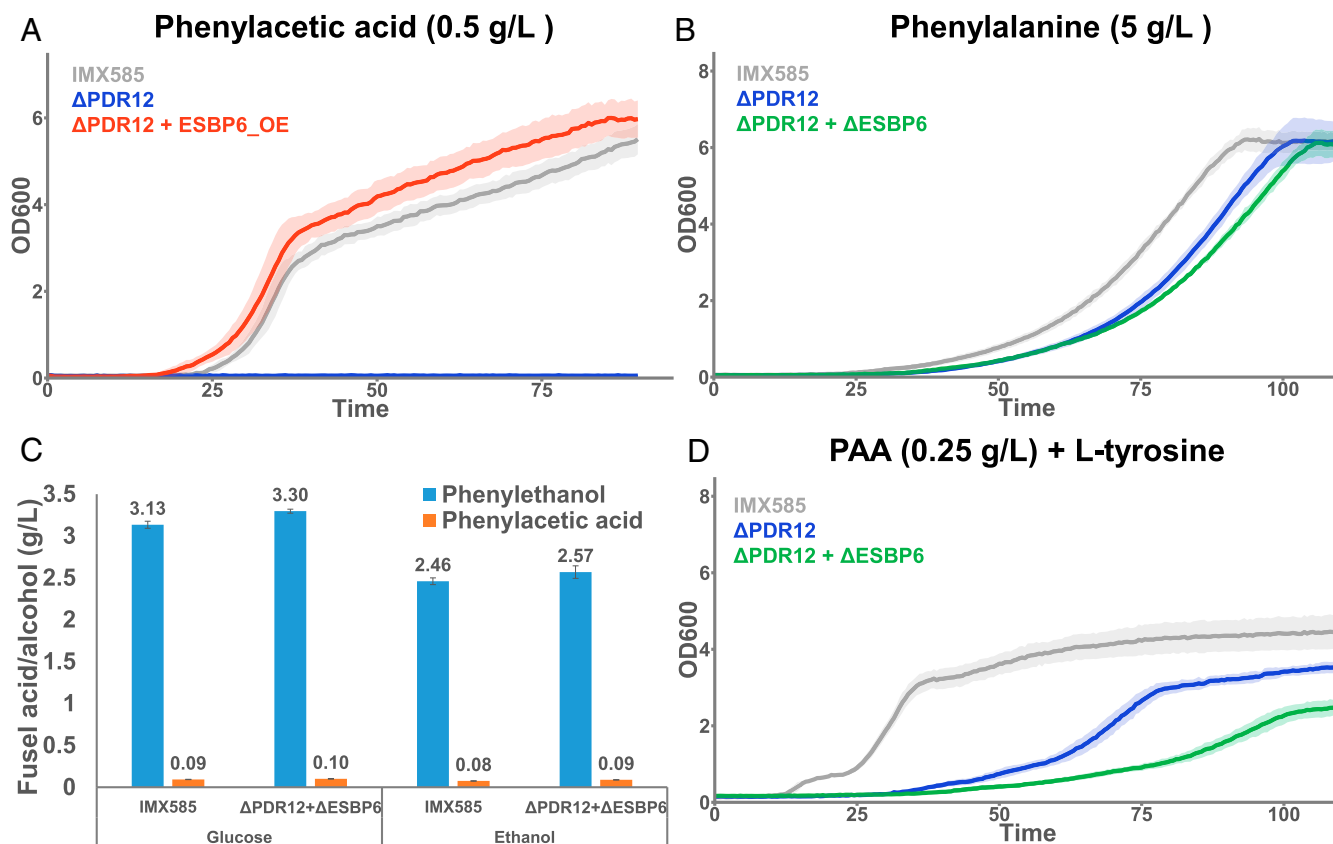 A
Phenylacetic acid (0.5 g/L )
IMX585
ΔPDR12
ΔPDR12 + ESBP6_OE
OD600
6
4
2
0
0 25 50 75
Time
B
Phenylalanine (5 g/L )
IMX585
ΔPDR12
ΔPDR12 + ΔESBP6
OD600
8
6
4
2
0
0 25 50 75 100
Time
C
Fusel acid/alcohol (g/L)
3.5
3
2.5
2
1.5
1
0.5
0
Phenylethanol
Phenylacetic acid
3.13 0.09 3.30 0.10 2.46 0.08 2.57 0.09
IMX585 ΔPDR12+ΔESBP6 IMX585 ΔPDR12+ΔESBP6
Glucose Ethanol
D
PAA (0.25 g/L) + L-tyrosine
IMX585
ΔPDR12
ΔPDR12 + ΔESBP6
OD600
8
6
4
2
0
0 25 50 75 100
Time